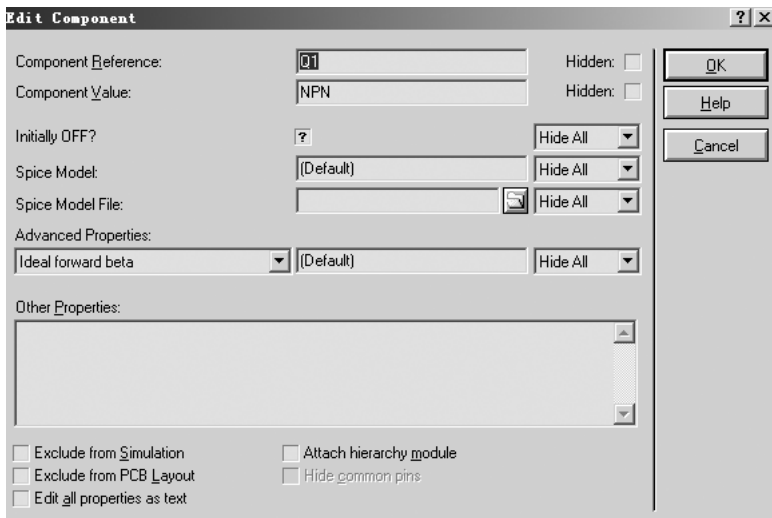 Edit Component
? x
Component Reference: Q1 Hidden: OK
Component Value: NPN Hidden: Help
Initially OFF? ? Hide All Cancel
Spice Model: (Default) Hide All
Spice Model File: Hide All
Advanced Properties:
Ideal forward beta (Default) Hide All
Other Properties:
Exclude from Simulation Attach hierarchy module
Exclude from PCB Layout Hide common pins
Edit all properties as text